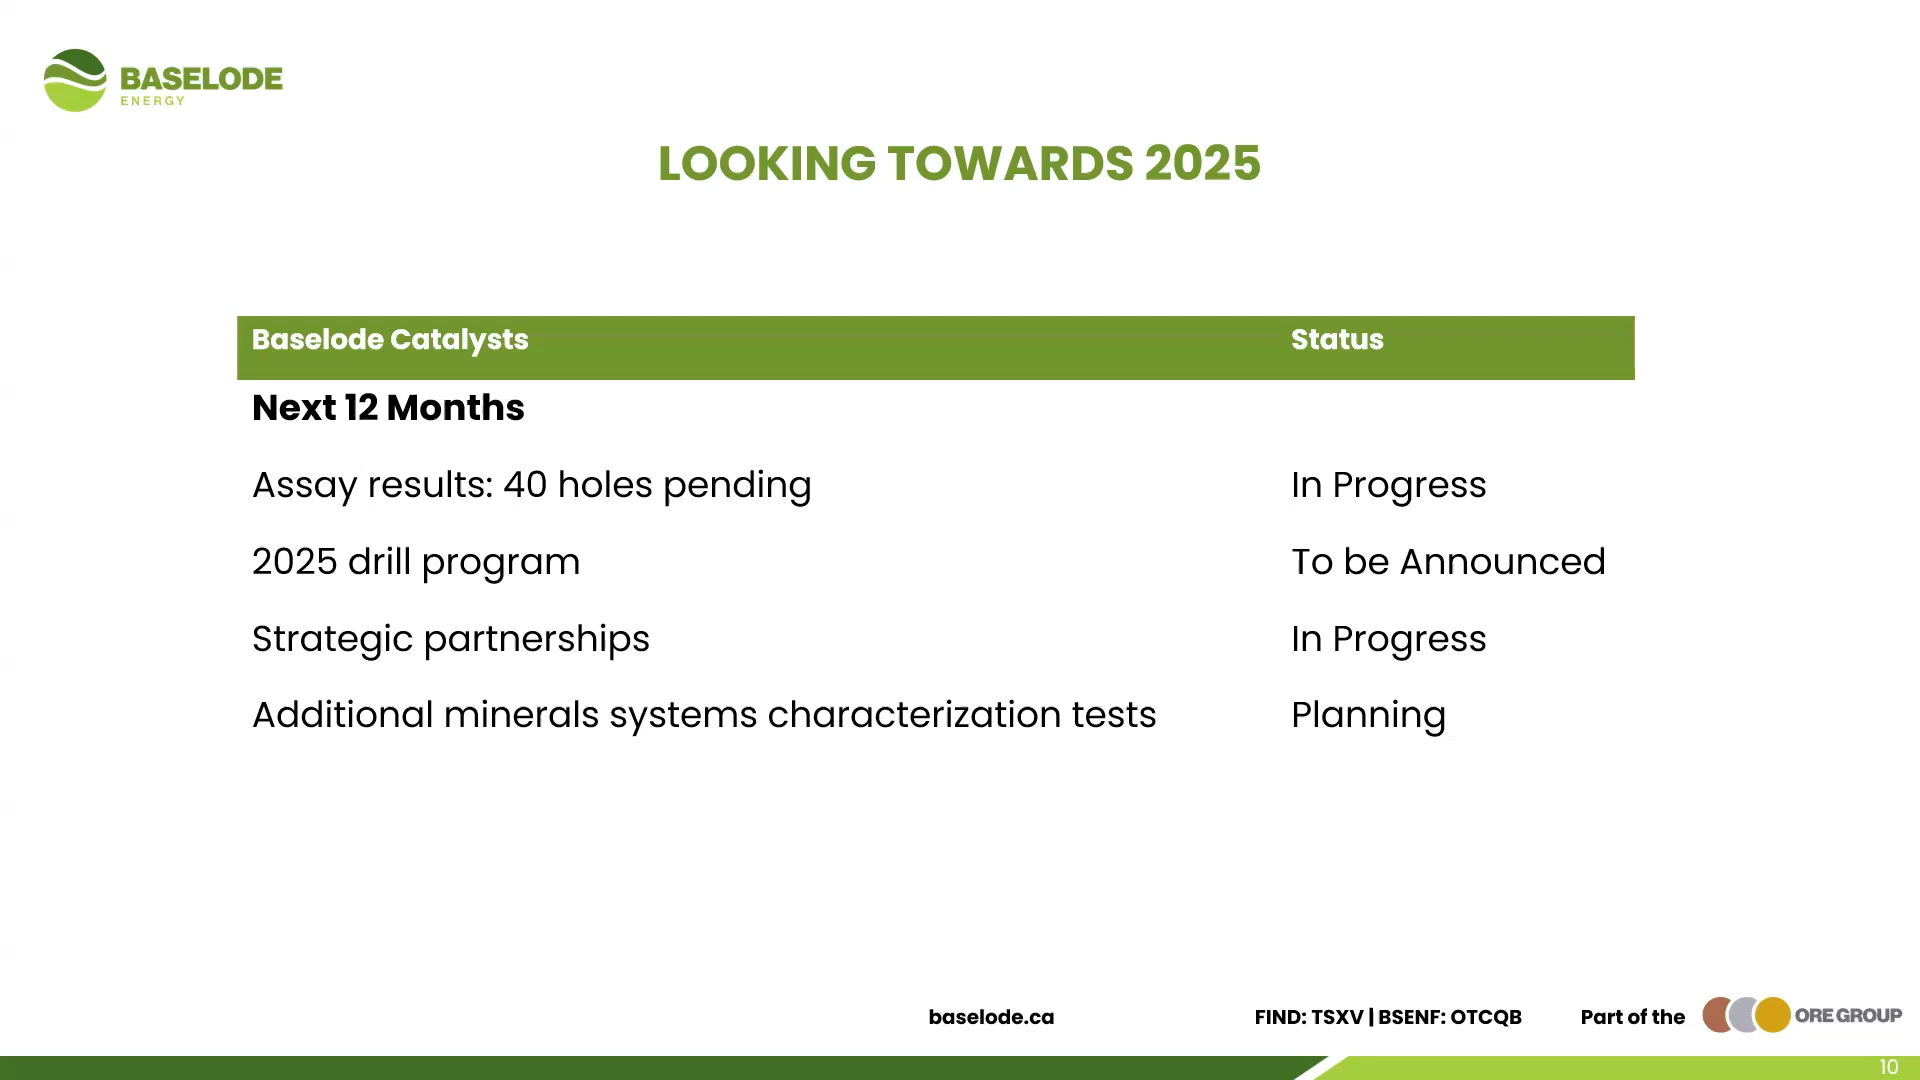 BASELODE
ENERGY
LOOKING TOWARDS 2025
Baselode Catalysts Status
Next 12 Months
Assay results: 40 holes pending In Progress
2025 drill program To be Announced
Strategic partnerships In Progress
Additional minerals systems characterization tests Planning
baselode.ca FIND: TSXV | BSENF: OTCQB Part of the ORE GROUP
10